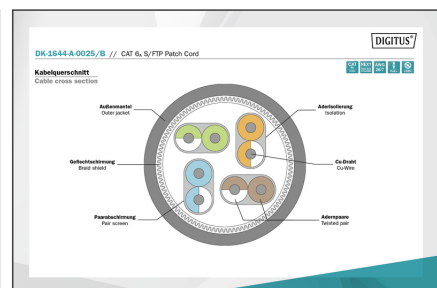 DIGITUS®
DK-1644-A-0025/B // CAT 6A S/FTP Patch Cord
Kabelquerschnitt
Cable cross section
Außenmantel
Outer jacket
Aderisolierung
Isolation
Geflechtschirmung
Braid shield
Cu-Draht
Cu-Wire
Paarabschirmung
Pair screen
Adernpaare
Twisted pair